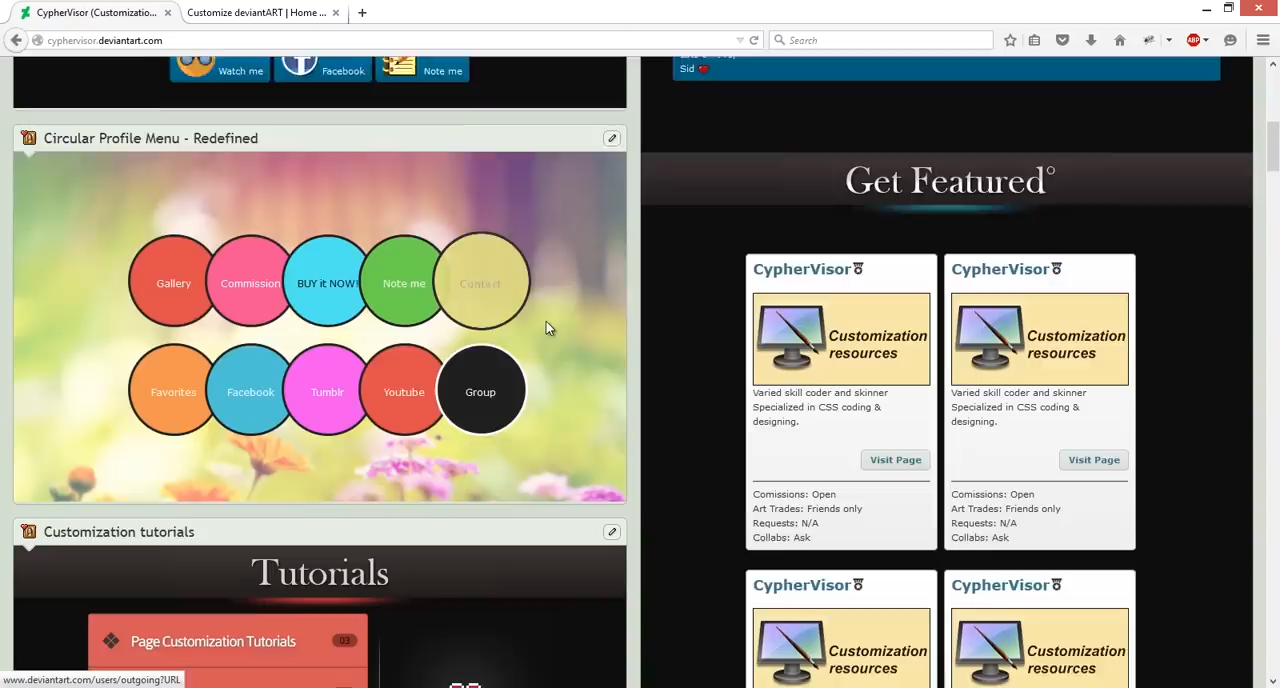 CypherVisor (Customizatio...
Customize deviantART | Home ...
cyphervisor.deviantart.com
Search
ABP
Watch me
Facebook
Note me
Sid
Circular Profile Menu - Redefined
Gallery
Commission
BUY it NOW!
Note me
Contact
Favorites
Facebook
Tumblr
Youtube
Group
Customization tutorials
Tutorials
Page Customization Tutorials
03
www.deviantart.com/users/outgoing?URL
Get Featured°
CypherVisor
Customization
resources
Varied skill coder and skinner
Specialized in CSS coding &
designing.
Visit Page
Comissions: Open
Art Trades: Friends only
Requests: N/A
Collabs: Ask
CypherVisor
Customization
resources
Varied skill coder and skinner
Specialized in CSS coding &
designing.
Visit Page
Comissions: Open
Art Trades: Friends only
Requests: N/A
Collabs: Ask
CypherVisor
Customization
resources
CypherVisor
Customization
resources